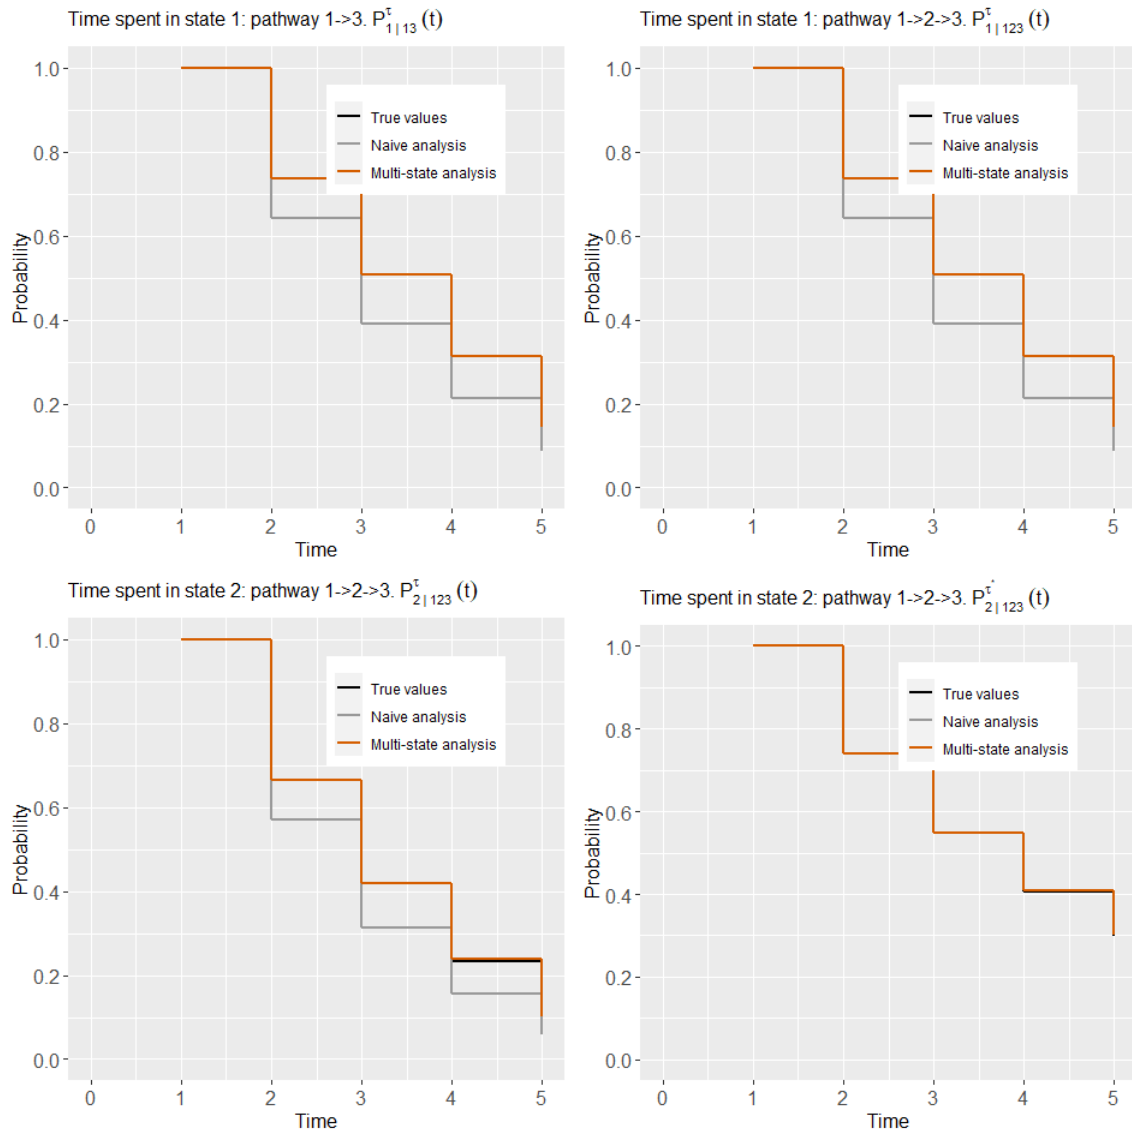 Time spent in state 1: pathway 1->3. P^τ_{1 | 13} (t)
1.0
0.8
0.6
0.4
0.2
0.0
Probability
True values
Naive analysis
Multi-state analysis
0 1 2 3 4 5
Time
Time spent in state 1: pathway 1->2->3. P^τ_{1 | 123} (t)
1.0
0.8
0.6
0.4
0.2
0.0
Probability
True values
Naive analysis
Multi-state analysis
0 1 2 3 4 5
Time
Time spent in state 2: pathway 1->2->3. P^τ_{2 | 123} (t)
1.0
0.8
0.6
0.4
0.2
0.0
Probability
True values
Naive analysis
Multi-state analysis
0 1 2 3 4 5
Time
Time spent in state 2: pathway 1->2->3. P^{τ*}_{2 | 123} (t)
1.0
0.8
0.6
0.4
0.2
0.0
Probability
True values
Naive analysis
Multi-state analysis
0 1 2 3 4 5
Time